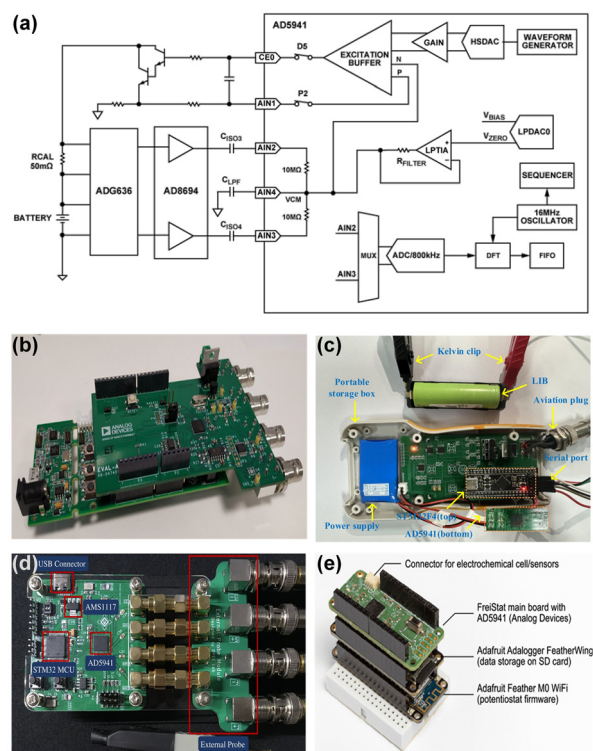 (a)
AD5941
D5
CE0
EXCITATION
BUFFER
GAIN
HSDAC
WAVEFORM
GENERATOR
N
P
P2
AIN1
RCAL
50mΩ
BATTERY
ADG636
AD8694
CISO3
AIN2
10MΩ
CLPF
AIN4
VCM
10MΩ
CISO4
AIN3
RFILTER
LPTIA
+
−
VBIAS
VZERO
LPDAC0
SEQUENCER
16MHz
OSCILLATOR
AIN2
AIN3
MUX
ADC/800kHz
DFT
FIFO
(b)
ANALOG
DEVICES
(c)
Kelvin clip
Portable
storage box
LIB
Aviation plug
Serial port
Power supply
STM32F4(top)
AD5941(bottom)
(d)
USB Connector
AMS1117
STM32 MCU
AD5941
External Probe
(e)
Connector for electrochemical cell/sensors
FreiStat main board with
AD5941 (Analog Devices)
Adafruit Adalogger FeatherWing
(data storage on SD card)
Adafruit Feather M0 WiFi
(potentiostat firmware)